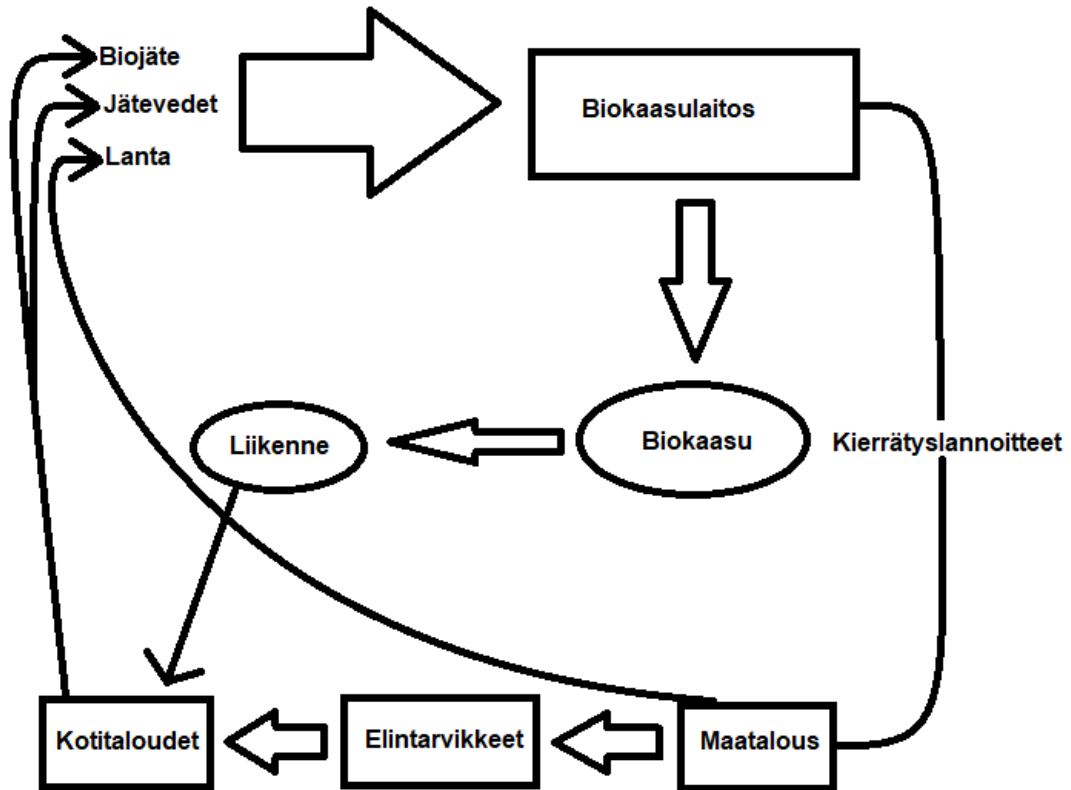 Biojäte
Jätevedet
Lanta
Biokaasulaitos
Liikenne
Biokaasu
Kierrätyslannoitteet
Kotitaloudet
Elintarvikkeet
Maatalous